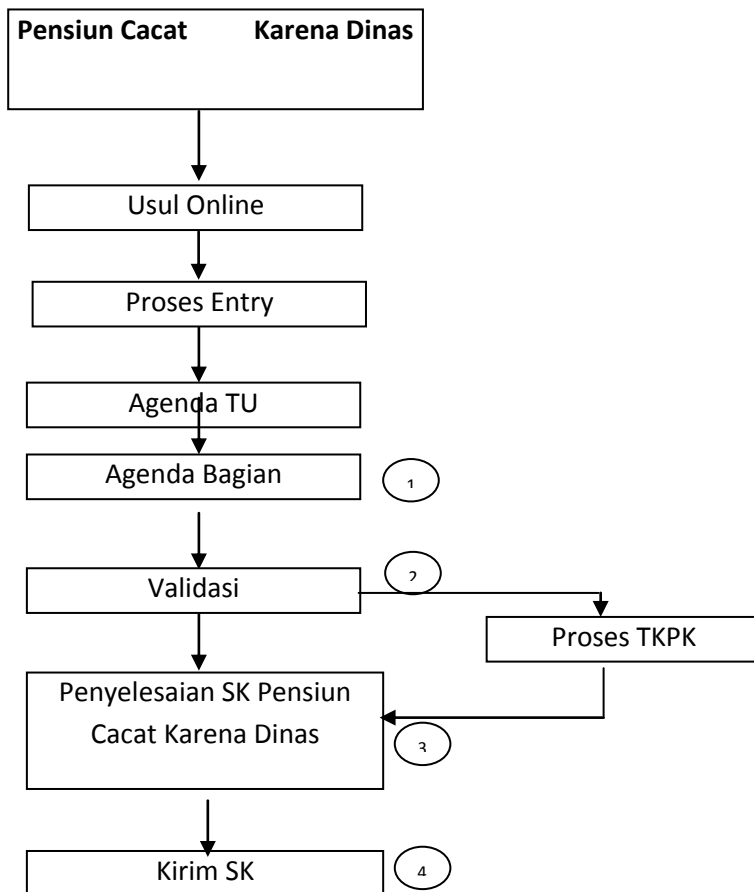 Pensiun Cacat Karena Dinas
Usul Online
Proses Entry
Agenda TU
Agenda Bagian
1
Validasi
2
Proses TKPK
Penyelesaian SK Pensiun
Cacat Karena Dinas
3
Kirim SK
4